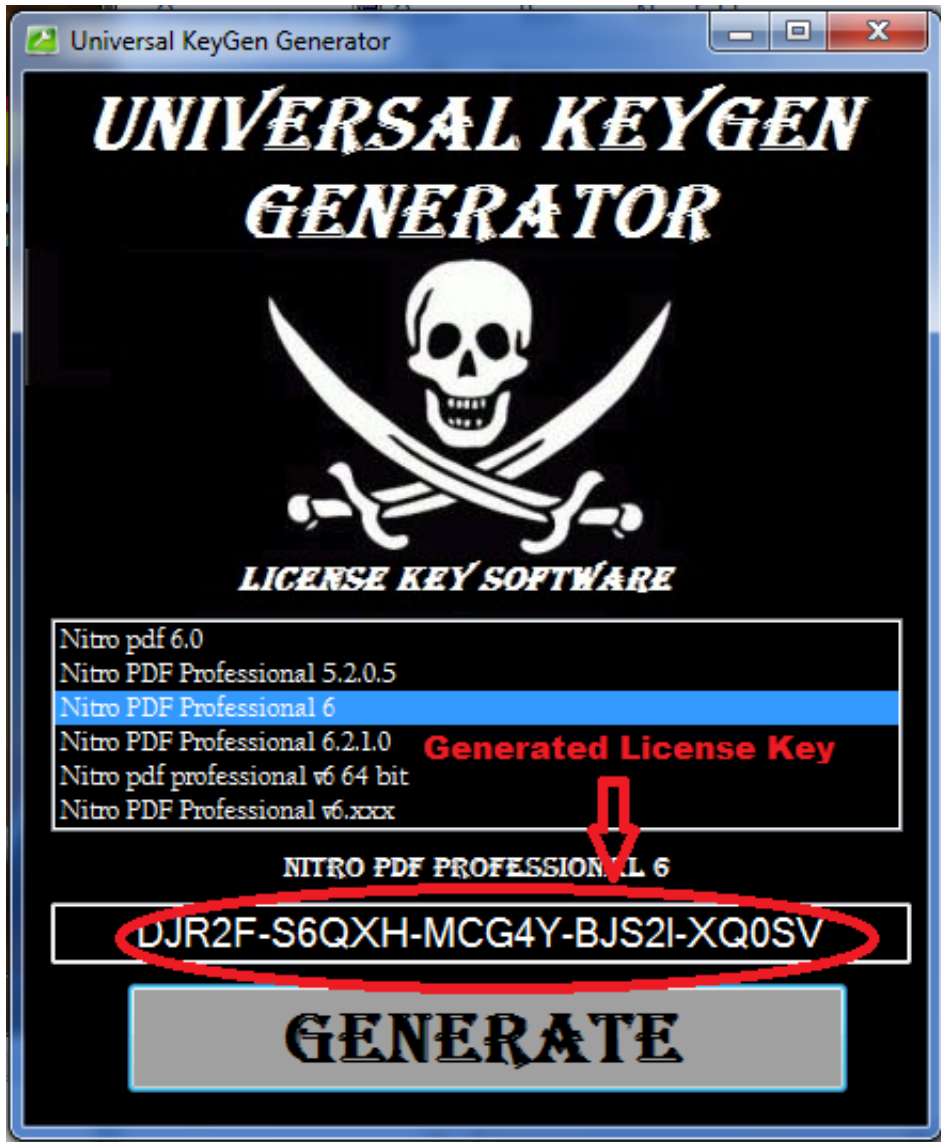 Universal KeyGen Generator
UNIVERSAL KEYGEN
GENERATOR
LICENSE KEY SOFTWARE
Nitro pdf 6.0
Nitro PDF Professional 5.2.0.5
Nitro PDF Professional 6
Nitro PDF Professional 6.2.1.0
Generated License Key
Nitro pdf professional v6 64 bit
Nitro PDF Professional v6.xxx
NITRO PDF PROFESSIONAL 6
DJR2F-S6QXH-MCG4Y-BJS2I-XQ0SV
GENERATE